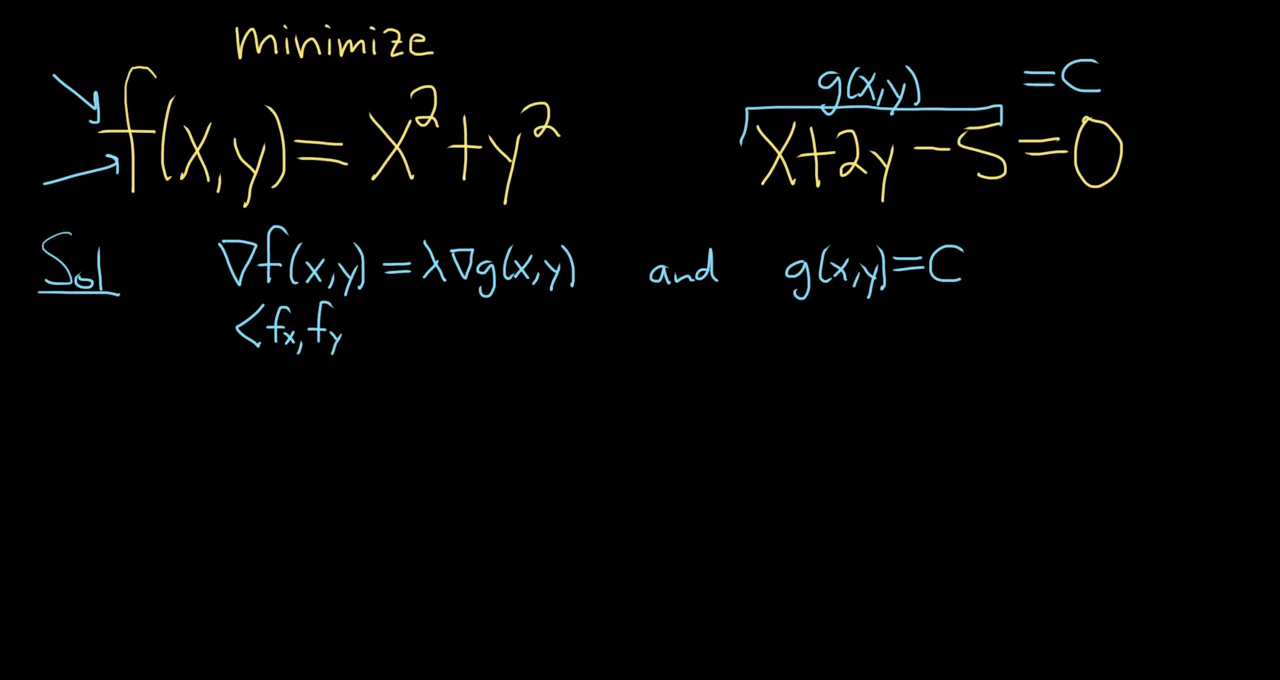 minimize
f(x,y) = x² + y²
g(x,y) = C
x + 2y - 5 = 0
Sol ∇f(x,y) = λ∇g(x,y) and g(x,y) = C
<fx, fy